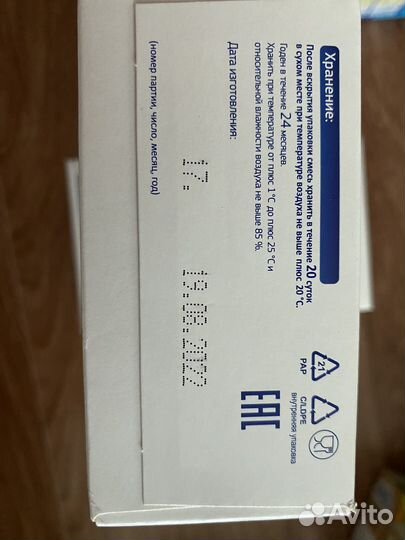 Хранение:
После вскрытия упаковки смесь хранить в течение 20 суток
в сухом месте при температуре воздуха не выше плюс 20 °С.
Годен в течение 24 месяцев.
Хранить при температуре от плюс 1°С до плюс 25 °С и
относительной влажности воздуха не выше 85 %.
Дата изготовления:
17. 19.08.2022
(номер партии, число, месяц, год)
21
PAP
C/LDPE
внутренняя упаковка
EAC
Avito